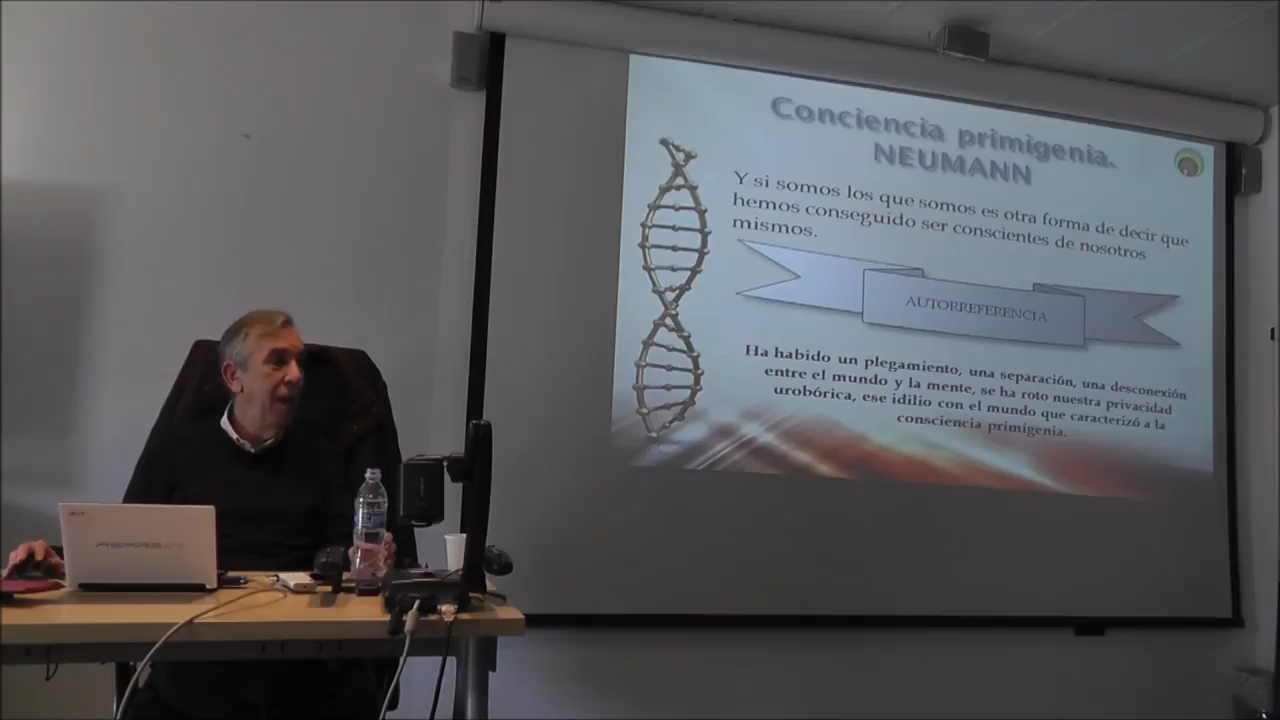 Conciencia primigenia.
NEUMANN
Y si somos los que somos es otra forma de decir que
hemos conseguido ser conscientes de nosotros
mismos.
AUTORREFERENCIA
Ha habido un plegamiento, una separación, una desconexión
entre el mundo y la mente, se ha roto nuestra privacidad
urobórica, ese idilio con el mundo que caracterizó a la
consciencia primigenia.
acer
ASPIRE